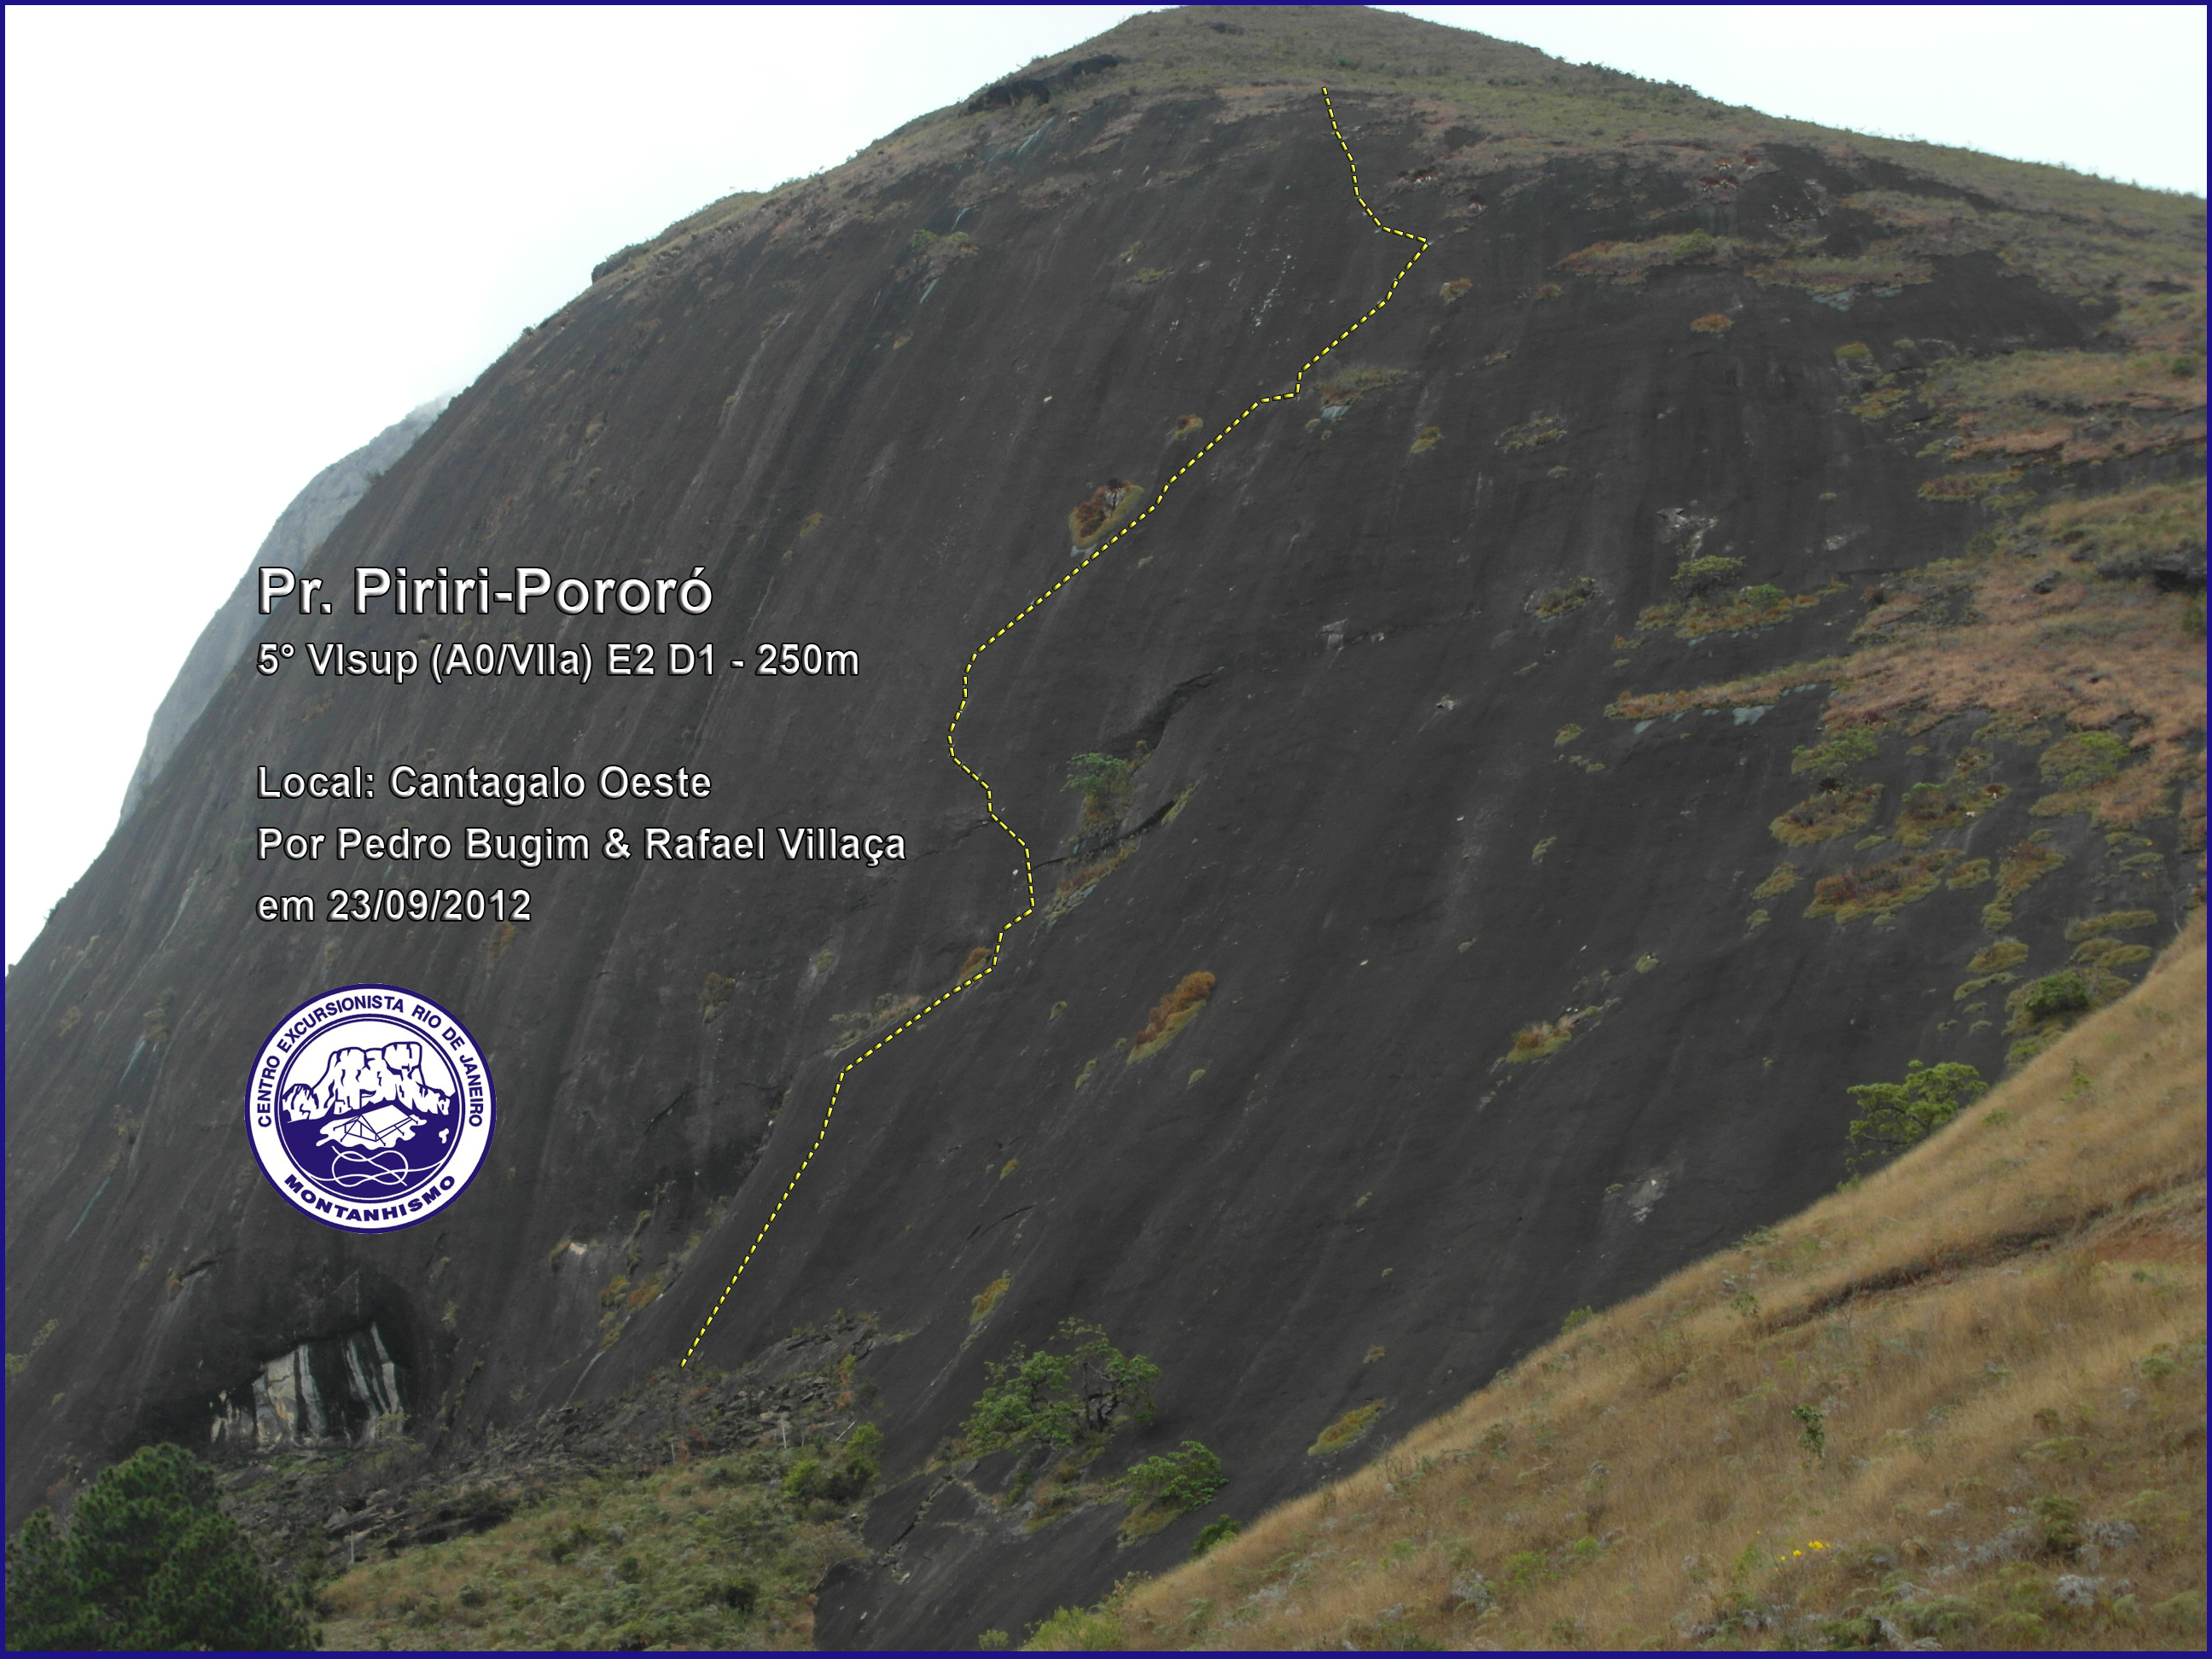 Pr. Piriri-Pororó
5° VIsup (A0/VIIa) E2 D1 - 250m
Local: Cantagalo Oeste
Por Pedro Bugim & Rafael Villaça
em 23/09/2012
CENTRO EXCURSIONISTA RIO DE JANEIRO
MONTANHISMO